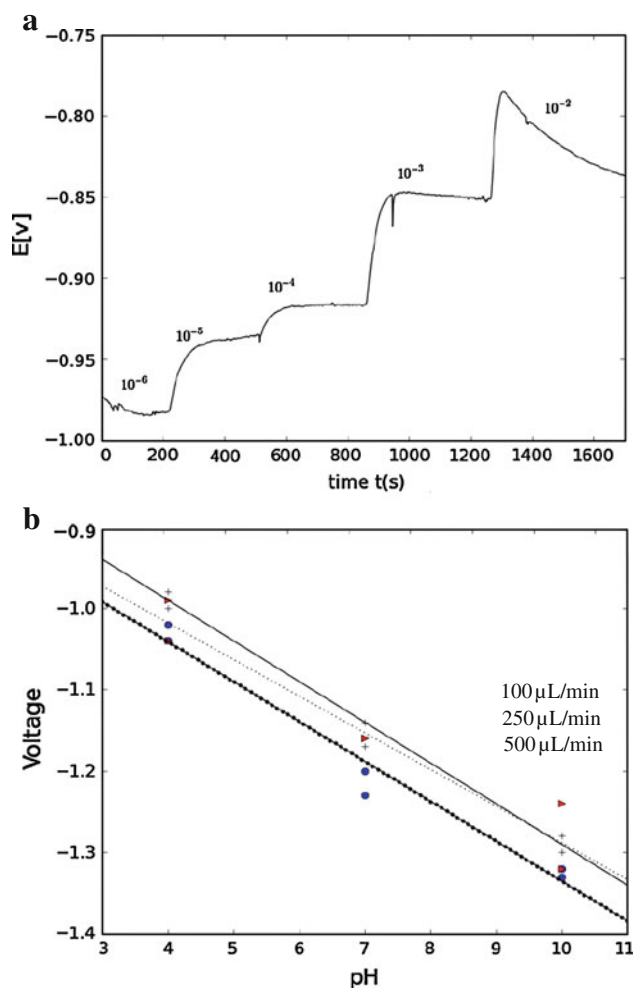 a
−0.75
−0.80
−0.85
−0.90
−0.95
−1.00
E[v]
10⁻⁶
10⁻⁵
10⁻⁴
10⁻³
10⁻²
0 200 400 600 800 1000 1200 1400 1600
time t(s)
b
−0.9
−1.0
−1.1
−1.2
−1.3
−1.4
Voltage
100 µL/min
250 µL/min
500 µL/min
3 4 5 6 7 8 9 10 11
pH